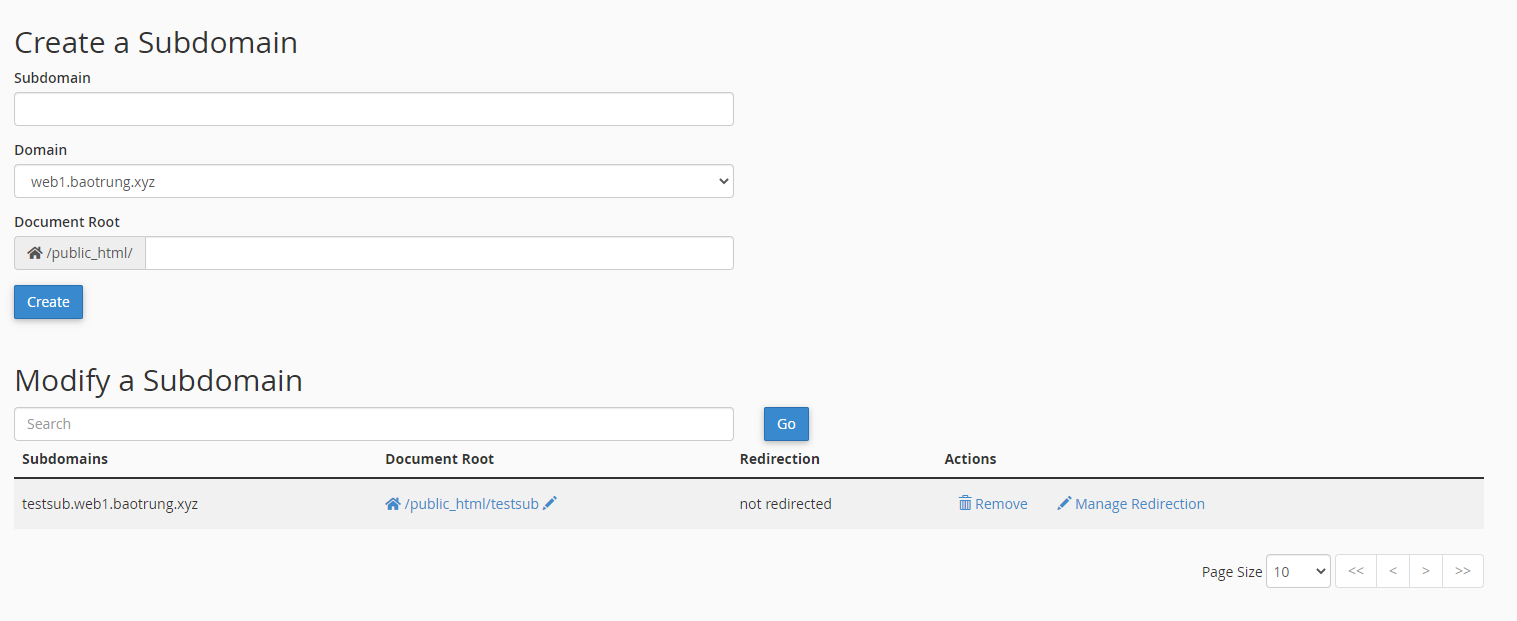 Create a Subdomain
Subdomain
Domain
web1.baotrung.xyz
Document Root
/public_html/
Create
Modify a Subdomain
Search Go
Subdomains Document Root Redirection Actions
testsub.web1.baotrung.xyz /public_html/testsub not redirected Remove Manage Redirection
Page Size 10 << < > >>